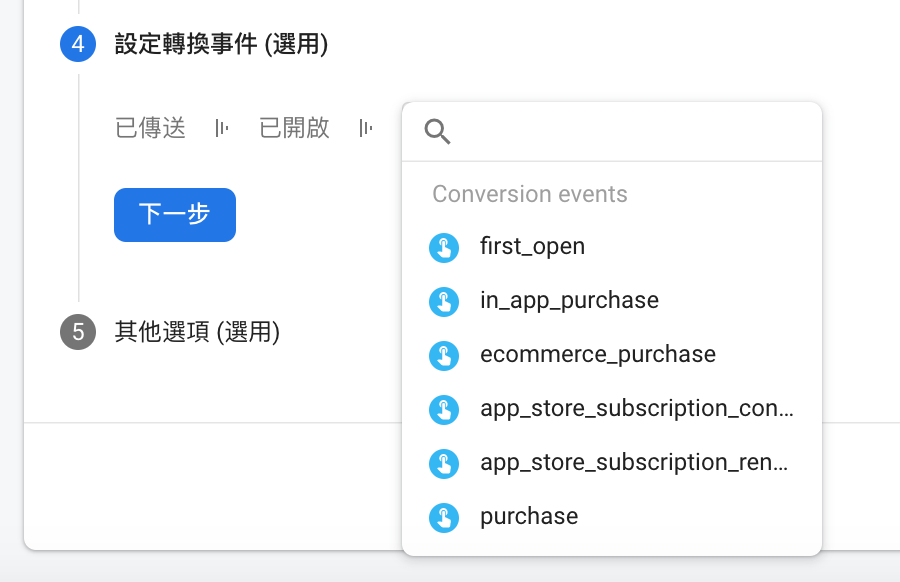 4 設定轉換事件 (選用)
已傳送 已開啟
Conversion events
first_open
in_app_purchase
ecommerce_purchase
app_store_subscription_con...
app_store_subscription_ren...
purchase
下一步
5 其他選項 (選用)